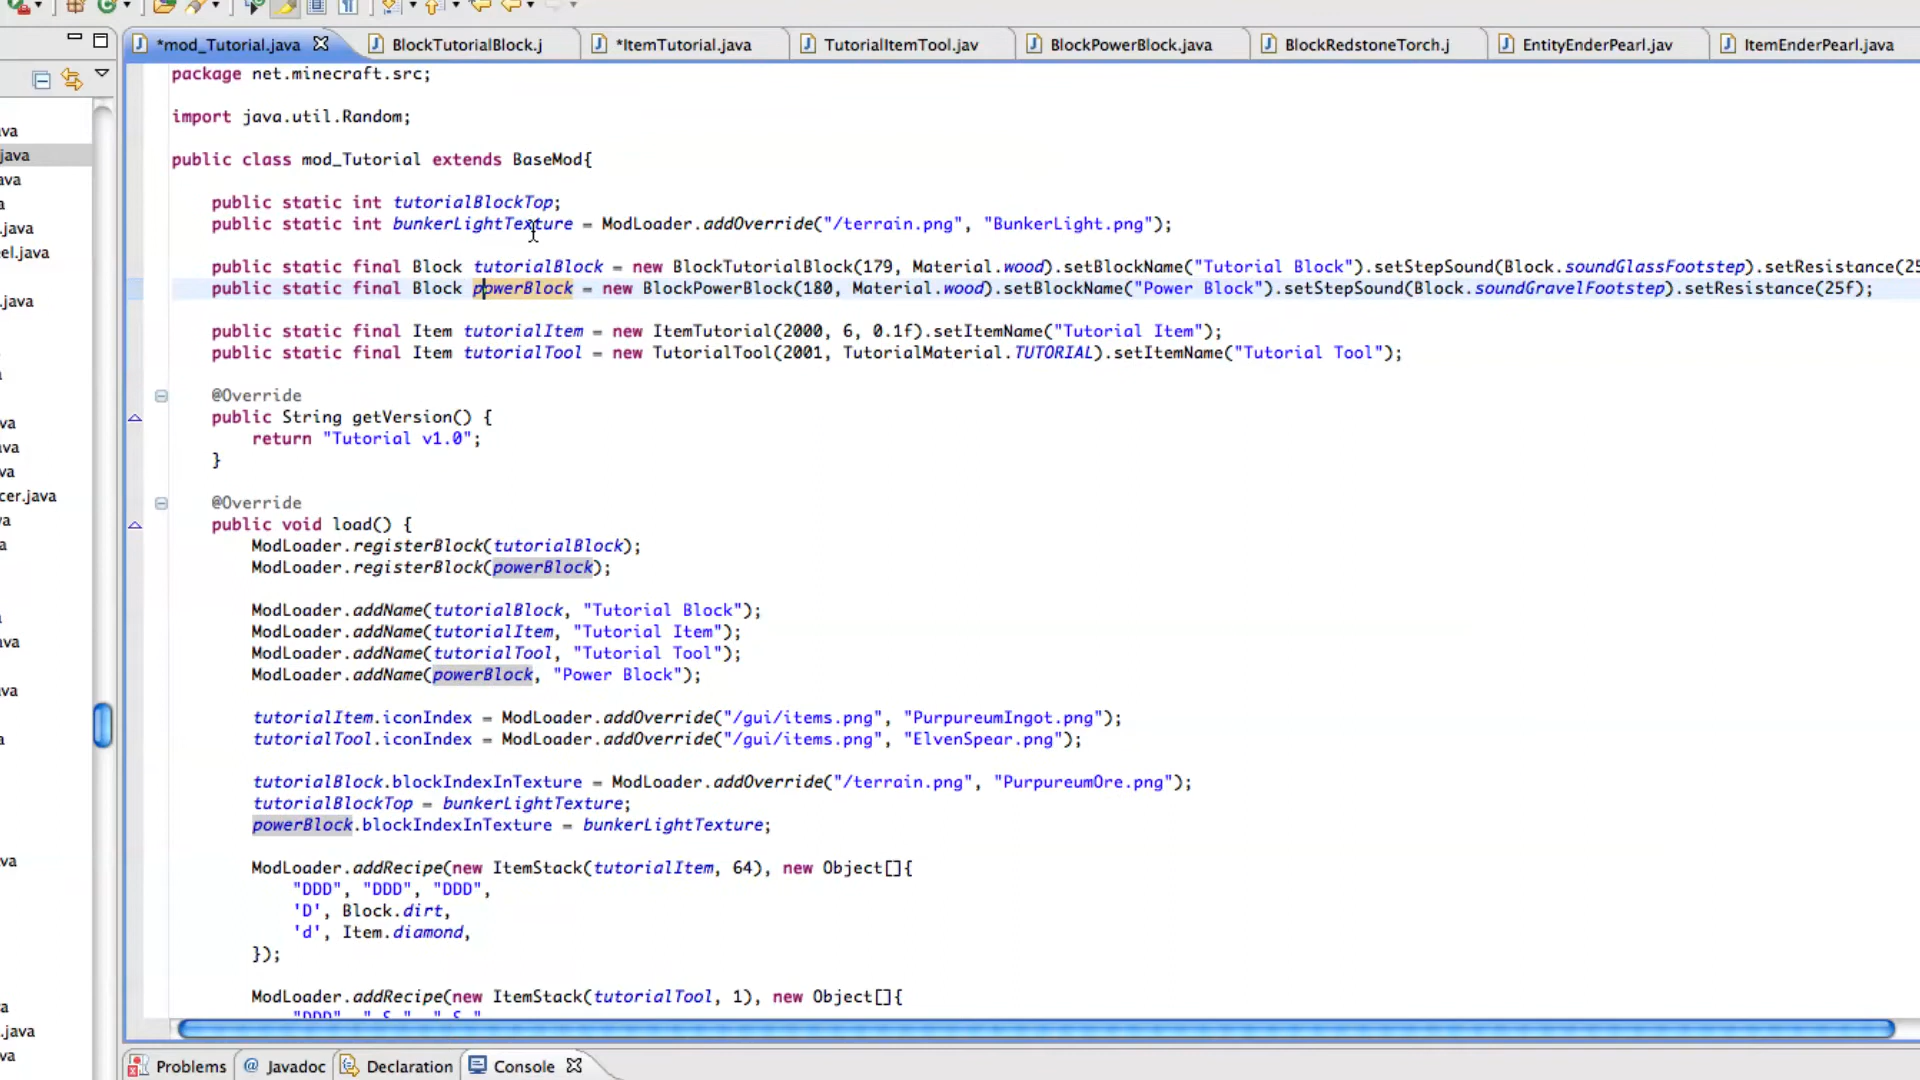 *mod_Tutorial.java BlockTutorialBlock.j *ItemTutorial.java TutorialItemTool.jav BlockPowerBlock.java BlockRedstoneTorch.j EntityEnderPearl.jav ItemEnderPearl.java
package net.minecraft.src;
import java.util.Random;
public class mod_Tutorial extends BaseMod{
public static int tutorialBlockTop;
public static int bunkerLightTexture = ModLoader.addOverride("/terrain.png", "BunkerLight.png");
public static final Block tutorialBlock = new BlockTutorialBlock(179, Material.wood).setBlockName("Tutorial Block").setStepSound(Block.soundGlassFootstep).setResistance(25
public static final Block powerBlock = new BlockPowerBlock(180, Material.wood).setBlockName("Power Block").setStepSound(Block.soundGravelFootstep).setResistance(25f);
public static final Item tutorialItem = new ItemTutorial(2000, 6, 0.1f).setItemName("Tutorial Item");
public static final Item tutorialTool = new TutorialTool(2001, TutorialMaterial.TUTORIAL).setItemName("Tutorial Tool");
@Override
public String getVersion() {
return "Tutorial v1.0";
}
@Override
public void load() {
ModLoader.registerBlock(tutorialBlock);
ModLoader.registerBlock(powerBlock);
ModLoader.addName(tutorialBlock, "Tutorial Block");
ModLoader.addName(tutorialItem, "Tutorial Item");
ModLoader.addName(tutorialTool, "Tutorial Tool");
ModLoader.addName(powerBlock, "Power Block");
tutorialItem.iconIndex = ModLoader.addOverride("/gui/items.png", "PurpureumIngot.png");
tutorialTool.iconIndex = ModLoader.addOverride("/gui/items.png", "ElvenSpear.png");
tutorialBlock.blockIndexInTexture = ModLoader.addOverride("/terrain.png", "PurpureumOre.png");
tutorialBlockTop = bunkerLightTexture;
powerBlock.blockIndexInTexture = bunkerLightTexture;
ModLoader.addRecipe(new ItemStack(tutorialItem, 64), new Object[]{
"DDD", "DDD", "DDD",
'D', Block.dirt,
'd', Item.diamond,
});
ModLoader.addRecipe(new ItemStack(tutorialTool, 1), new Object[]{
"DDD", " S ", " S "
Problems Javadoc Declaration Console